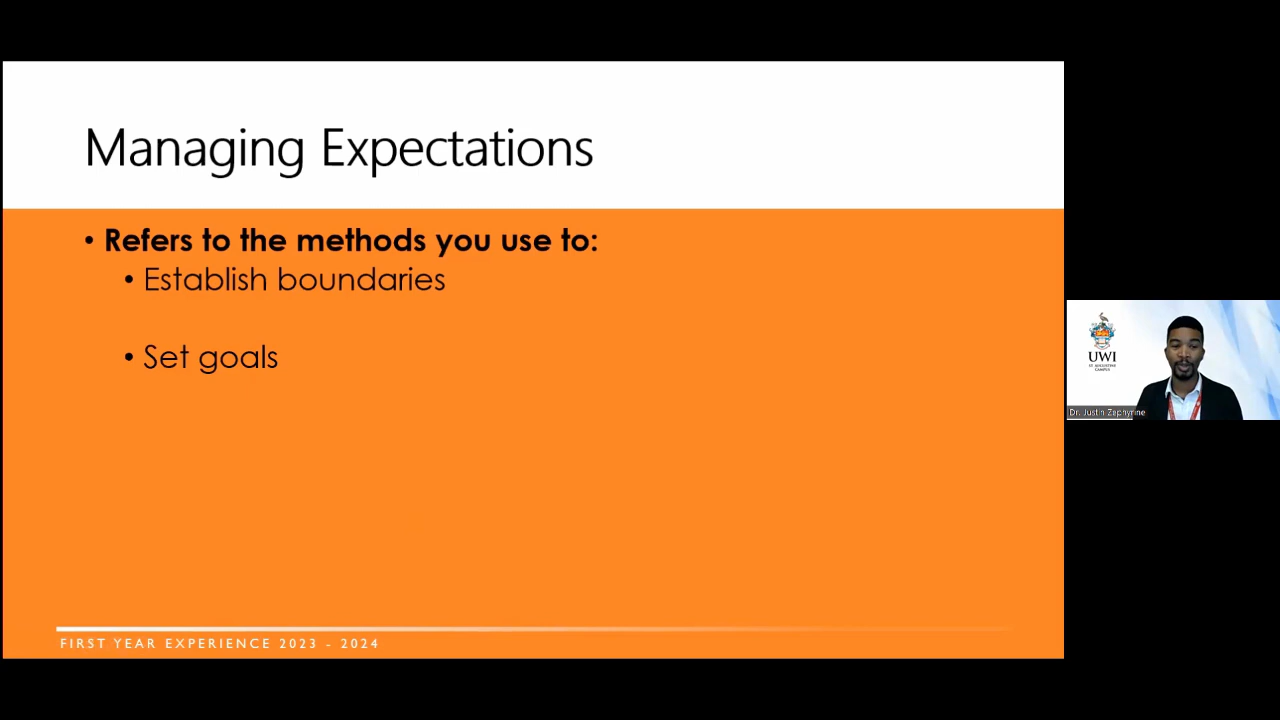 Managing Expectations
• Refers to the methods you use to:
• Establish boundaries
• Set goals
FIRST YEAR EXPERIENCE 2023 - 2024
UWI
ST. AUGUSTINE
CAMPUS
Dr. Justin Zephyrine